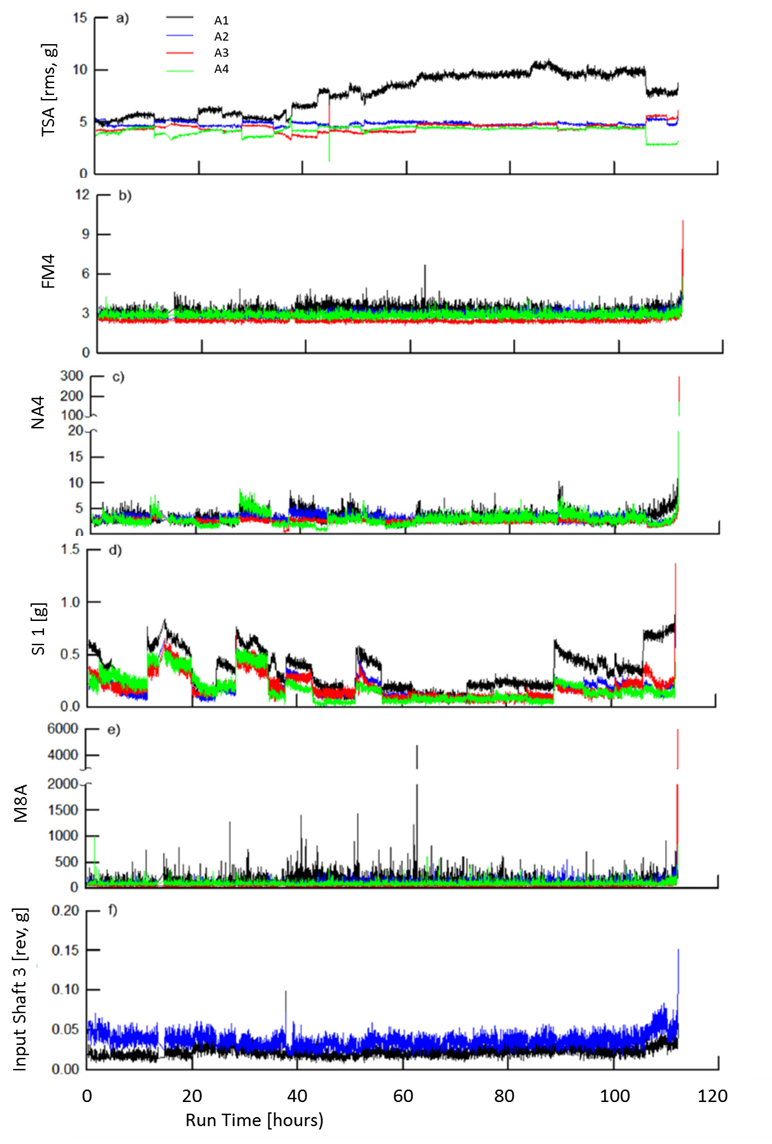 15
a)
A1
A2
A3
A4
10
5
0
TSA [rms, g]
12
b)
9
6
3
0
FM4
300
c)
200
100
20
15
10
5
0
NA4
1.5
d)
1.0
0.5
0.0
SI 1 [g]
6000
e)
4000
2000
1500
1000
500
0
M8A
0.20
f)
0.15
0.10
0.05
0.00
Input Shaft 3 [rev, g]
0 20 40 60 80 100 120
Run Time [hours)